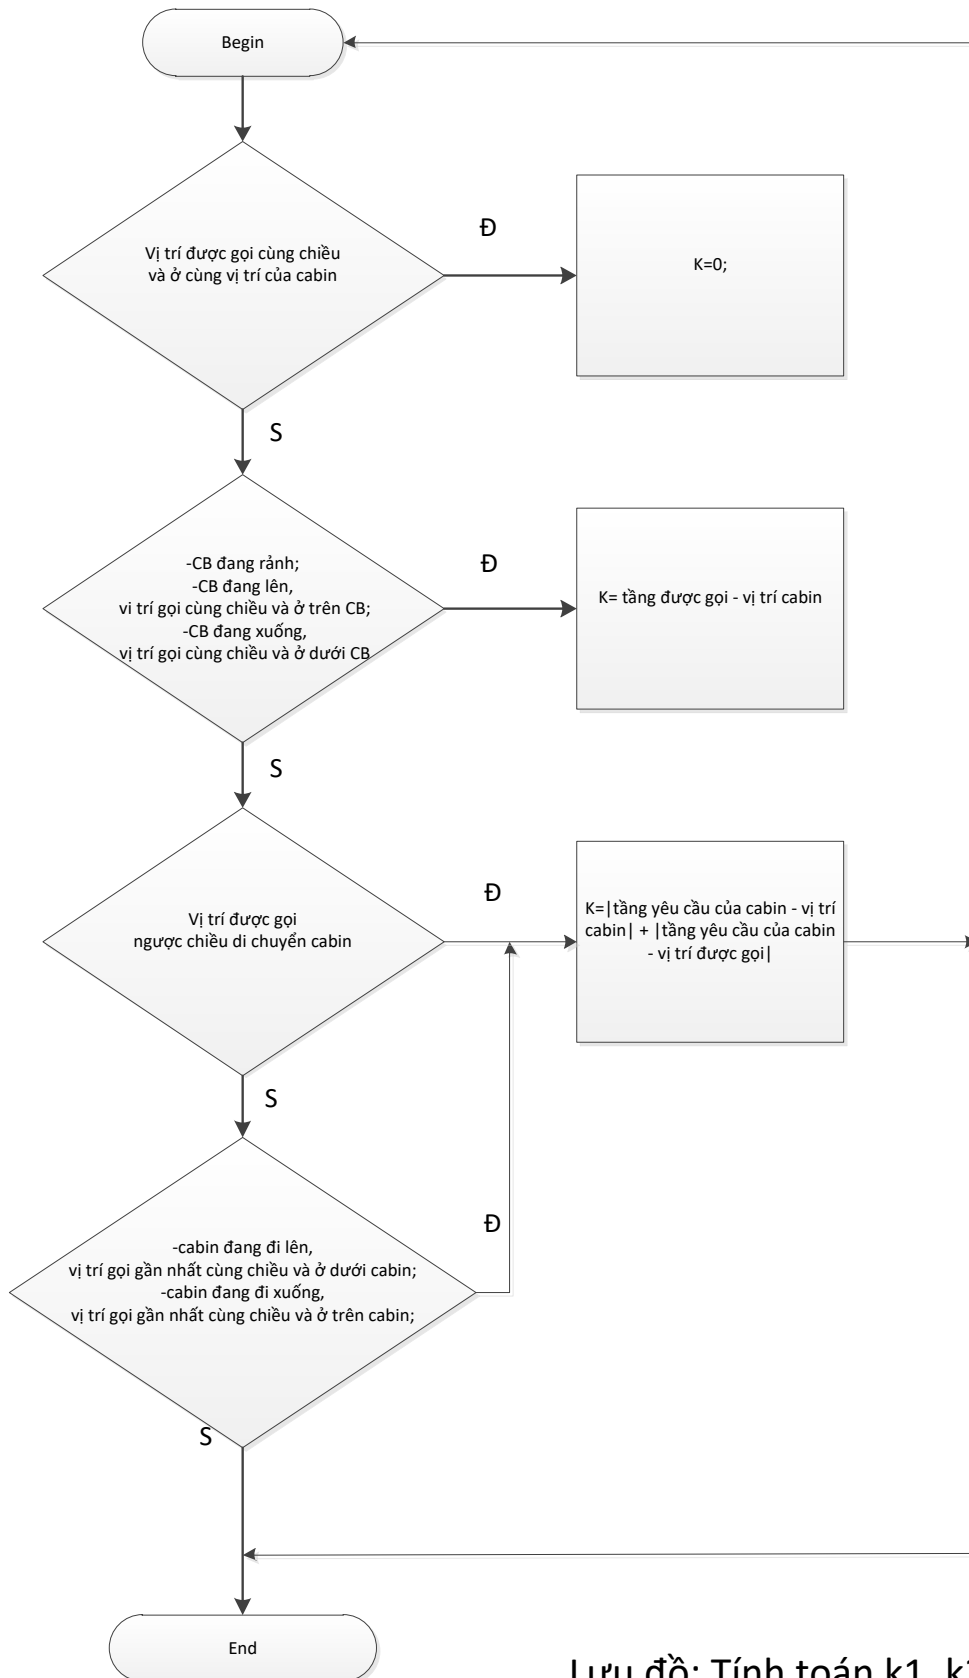 Begin
Vị trí được gọi cùng chiều
và ở cùng vị trí của cabin
Đ
K=0;
S
-CB đang rảnh;
-CB đang lên,
vị trí gọi cùng chiều và ở trên CB;
-CB đang xuống,
vị trí gọi cùng chiều và ở dưới CB
Đ
K= tầng được gọi - vị trí cabin
S
Vị trí được gọi
ngược chiều di chuyển cabin
Đ
K=|tầng yêu cầu của cabin - vị trí
cabin| + |tầng yêu cầu của cabin
- vị trí được gọi|
S
-cabin đang đi lên,
vị trí gọi gần nhất cùng chiều và ở dưới cabin;
-cabin đang đi xuống,
vị trí gọi gần nhất cùng chiều và ở trên cabin;
Đ
S
End
Lưu đồ: Tính toán k1,